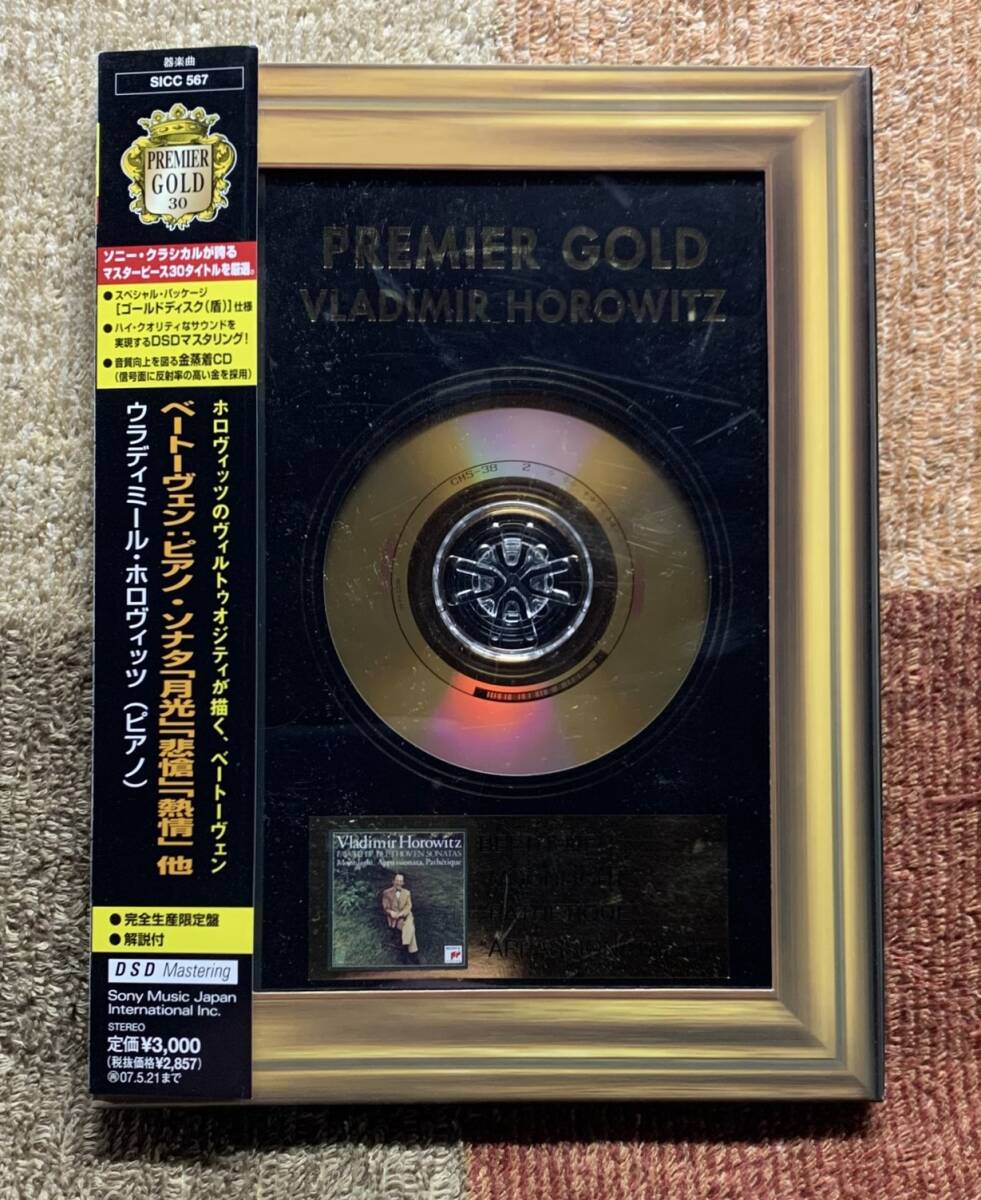 器楽曲
SICC 567
PREMIER
GOLD
30
ソニー・クラシカルが誇る
マスターピース30タイトルを厳選。
●スペシャル・パッケージ
［ゴールドディスク（盾）］仕様
●ハイ・クオリティなサウンドを
実現するDSDマスタリング！
●音質向上を図る金蒸着CD
（信号面に反射率の高い金を採用）
ホロヴィッツのヴィルトゥオジティが描く、ベートーヴェン
ベートーヴェン：ピアノ・ソナタ「月光」「悲愴」「熱情」 他
ウラディミール・ホロヴィッツ（ピアノ）
●完全生産限定盤
●解説付
DSD Mastering
Sony Music Japan
International Inc.
STEREO
定価¥3,000
（税抜価格¥2,857）
㊢07.5.21まで
PREMIER GOLD
VLADIMIR HOROWITZ
CMS-38 2
Vladimir Horowitz
FAVORITE BEETHOVEN SONATAS
Moonlight, Appassionata, Pathétique